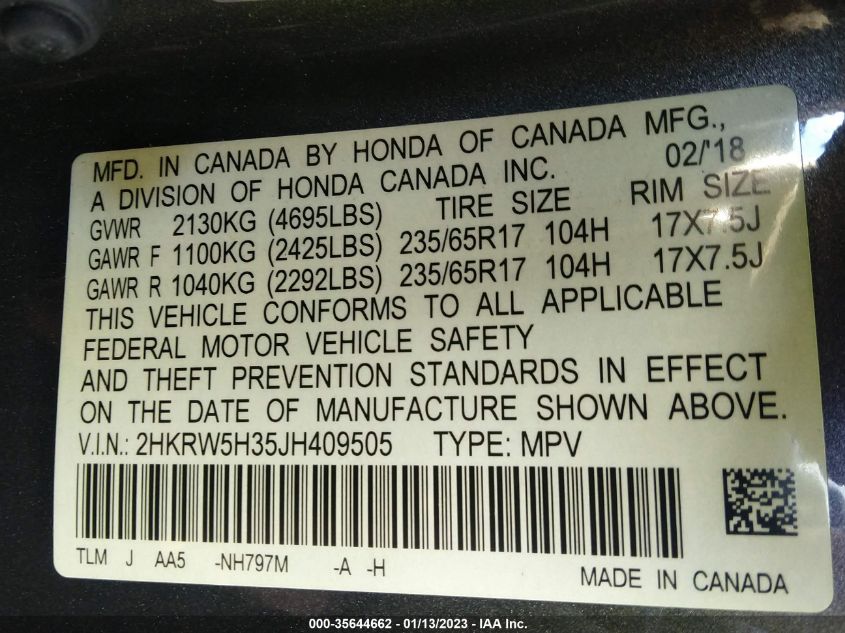 MFD. IN CANADA BY HONDA OF CANADA MFG.,
A DIVISION OF HONDA CANADA INC. 02/'18
GVWR 2130KG (4695LBS) TIRE SIZE RIM SIZE
GAWR F 1100KG (2425LBS) 235/65R17 104H 17X7.5J
GAWR R 1040KG (2292LBS) 235/65R17 104H 17X7.5J
THIS VEHICLE CONFORMS TO ALL APPLICABLE
FEDERAL MOTOR VEHICLE SAFETY
AND THEFT PREVENTION STANDARDS IN EFFECT
ON THE DATE OF MANUFACTURE SHOWN ABOVE.
V.I.N.: 2HKRW5H35JH409505 TYPE: MPV
TLM J AA5 -NH797M -A -H
MADE IN CANADA
000-35644662 - 01/13/2023 - IAA Inc.